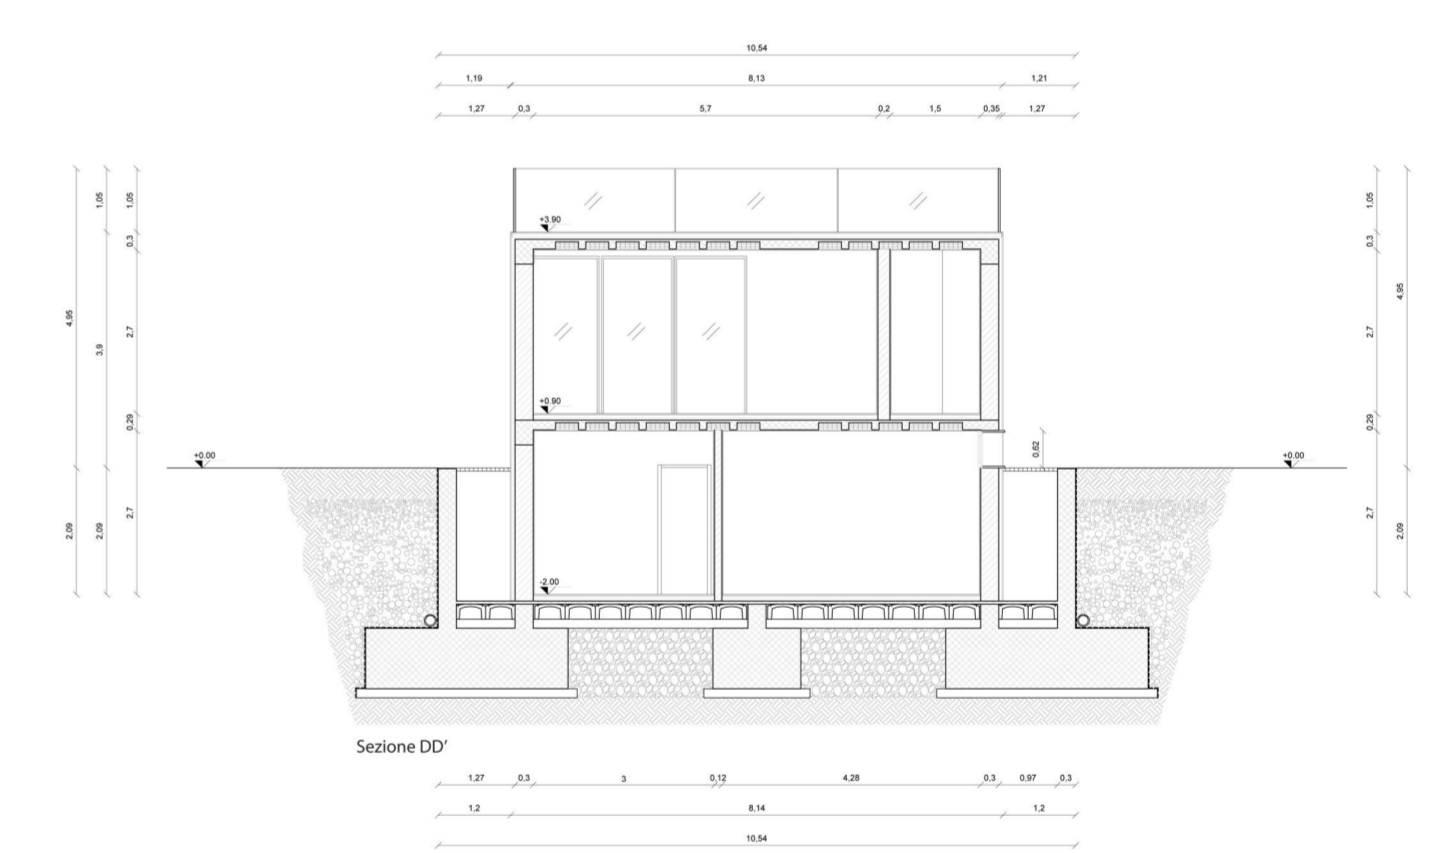 10,54
1,19 8,13 1,21
1,27 0,3 5,7 0,2 1,5 0,35 1,27
1,05 1,05 1,05
+3.90
0,3 0,3
4,95 3,9 2,7 2,7 4,95
+0.90
0,29 0,29
0,62
+0.00 +0.00
2,09 2,09 2,7 2,7 2,09
-2.00
Sezione DD'
1,27 0,3 3 0,12 4,28 0,3 0,97 0,3
1,2 8,14 1,2
10,54